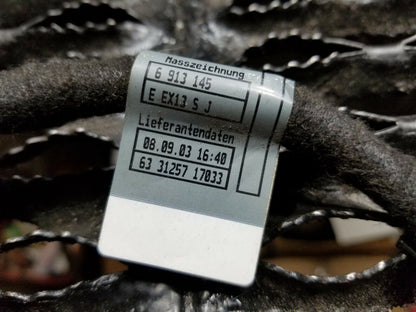 Masszeichnung
6 913 145
E EX13 S J
Lieferantendaten
08.09.03 16:40
63 31257 17033